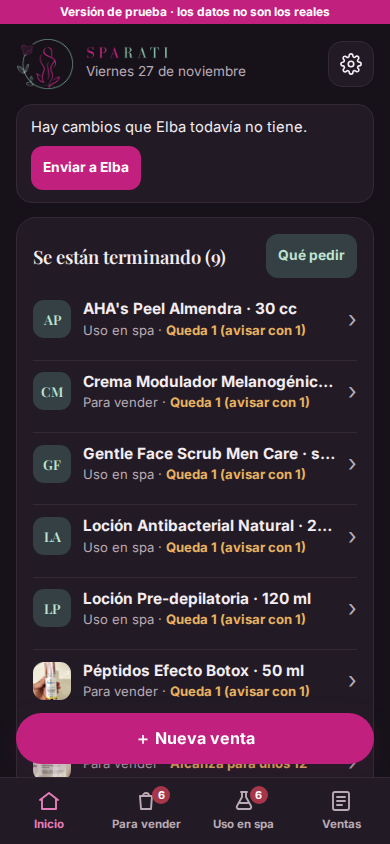 Versión de prueba · los datos no son los reales
SPARATI
Viernes 27 de noviembre
Hay cambios que Elba todavía no tiene.
Enviar a Elba
Se están terminando (9)
Qué pedir
AP
AHA's Peel Almendra · 30 cc
Uso en spa · Queda 1 (avisar con 1)
CM
Crema Modulador Melanogénic...
Para vender · Queda 1 (avisar con 1)
GF
Gentle Face Scrub Men Care · s...
Uso en spa · Queda 1 (avisar con 1)
LA
Loción Antibacterial Natural · 2...
Uso en spa · Queda 1 (avisar con 1)
LP
Loción Pre-depilatoria · 120 ml
Uso en spa · Queda 1 (avisar con 1)
Péptidos Efecto Botox · 50 ml
Para vender · Queda 1 (avisar con 1)
+ Nueva venta
Para vender · Alcanza para unos 12
6
6
Inicio
Para vender
Uso en spa
Ventas